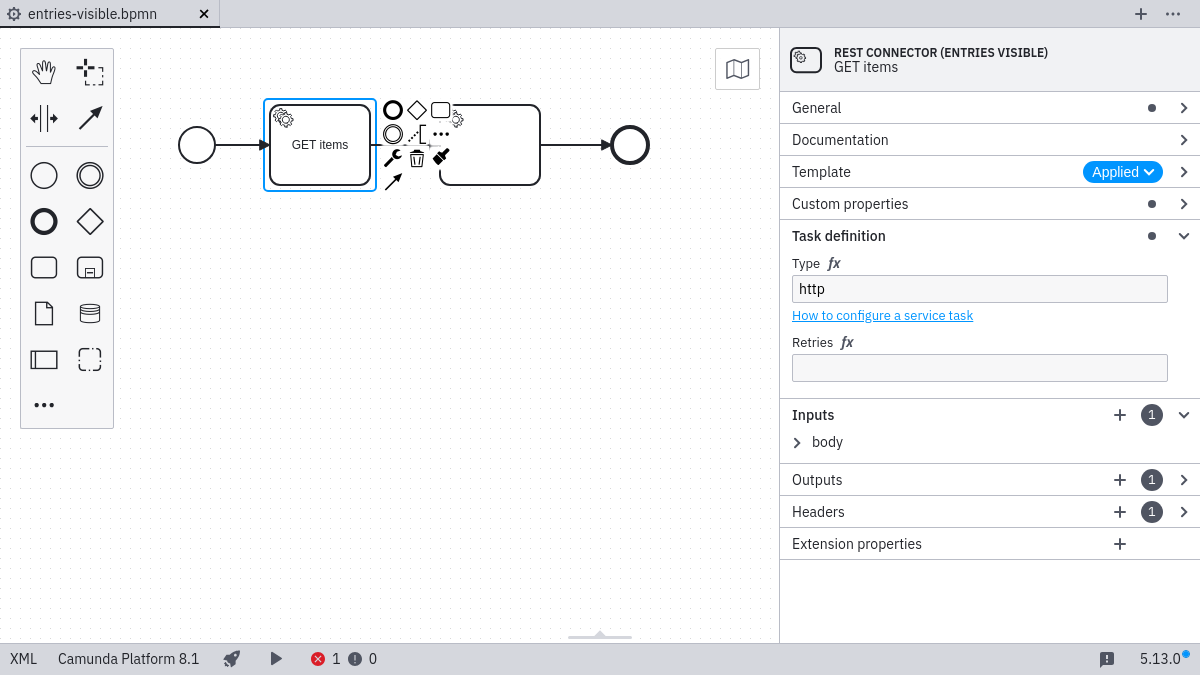 entries-visible.bpmn
GET items
REST CONNECTOR (ENTRIES VISIBLE)
GET items
General
Documentation
Template
Applied
Custom properties
Task definition
Type fx
http
How to configure a service task
Retries fx
Inputs
1
body
Outputs
1
Headers
1
Extension properties
XML
Camunda Platform 8.1
1
0
5.13.0